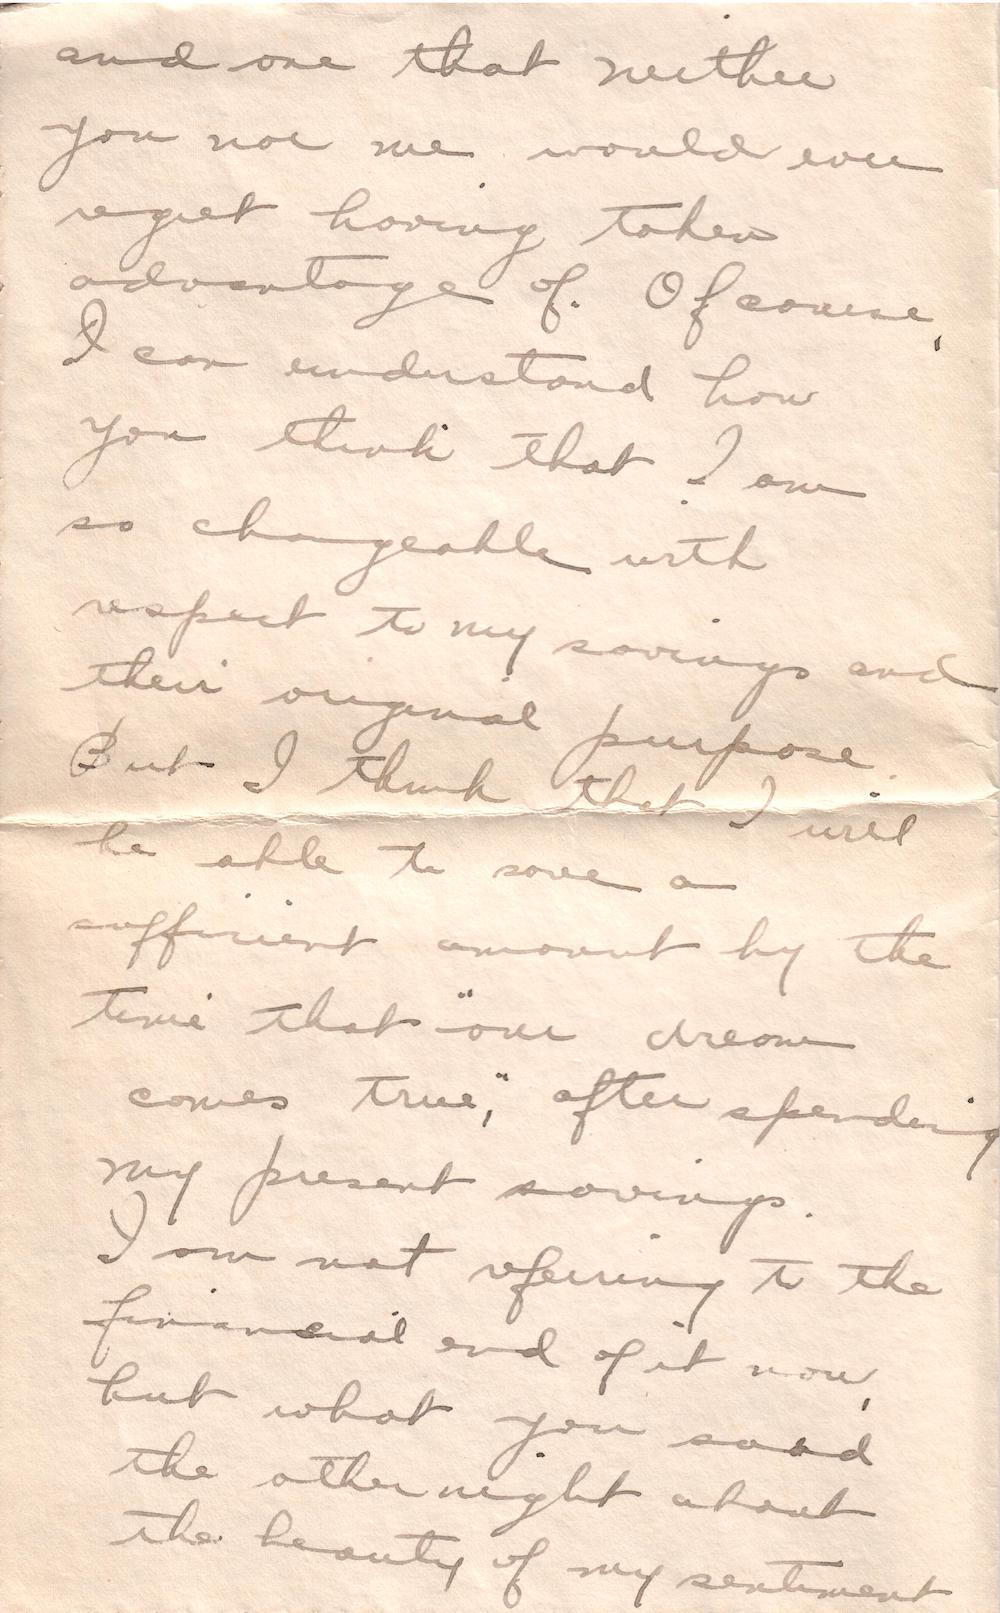 and one that neither
you nor me would ever
regret having taken
advantage of. Of course,
I can understand how
you think that I am
so changeable with
respect to my savings and
their original purpose.
But I think that I will
be able to save a
sufficient amount by the
time that "our dream
comes true", after spending
my present savings.
I am not referring to the
financial end of it now,
but what you said
the other night about
the beauty of my sentiment